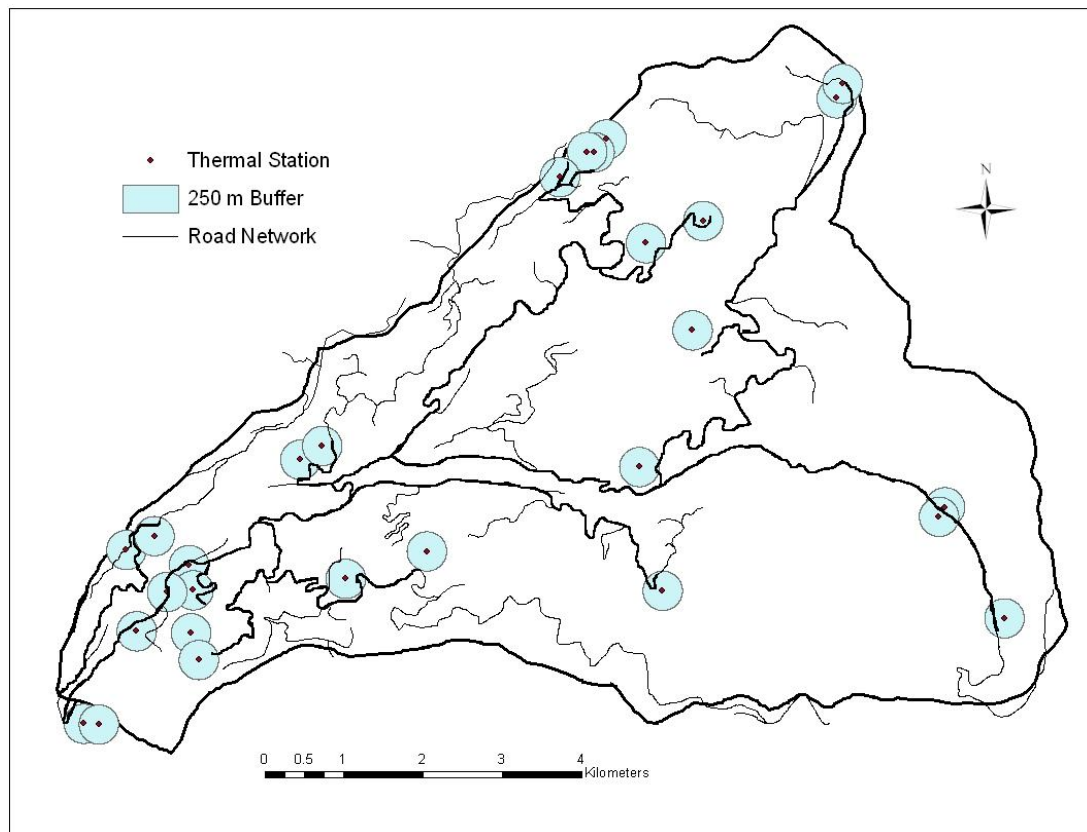 N
Thermal Station
250 m Buffer
Road Network
0 0.5 1 2 3 4
Kilometers